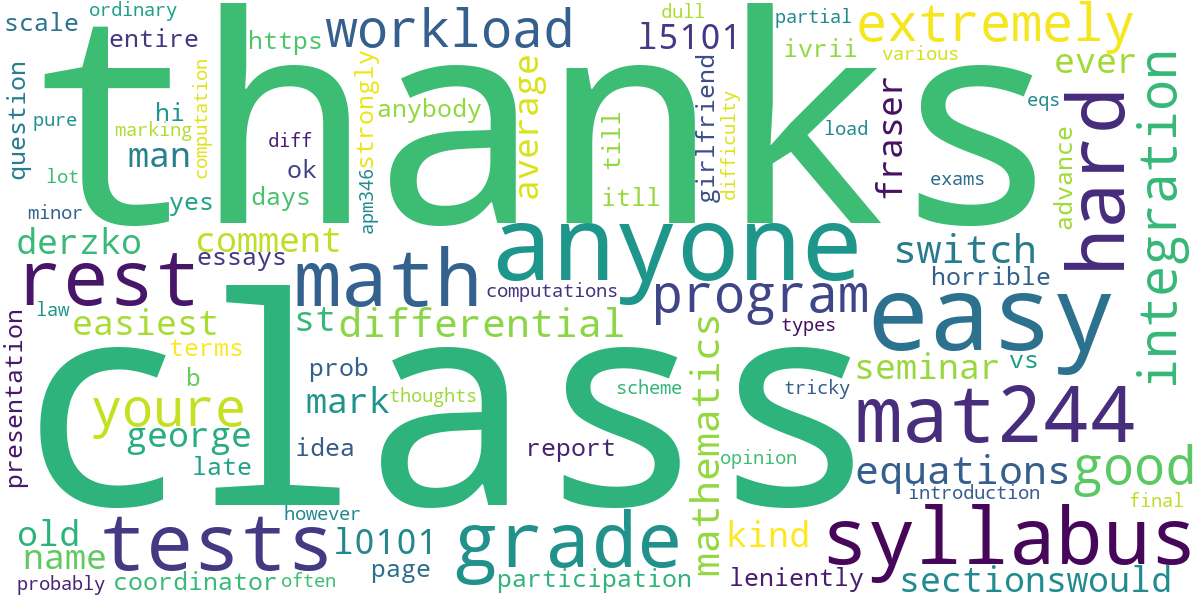 ordinary
scale
entire
https
workload
l5101
dull
partial
extremely
ivrii
various
thanks
ever
question
pure
hi
computation
marking
man
diff
ok
lot
days
yes
minor
apm346strongly
anybody
average
till
itll
girlfriend
difficulty
load
fraser
eqs
exams
advance
hard
integration
derzko
comment
essays
rest
math
anyone
computations
program
switch
horrible
easy
law
easiest
st
differential
types
terms
presentation
b
prob
mathematics
seminar
vs
youre
mark
thoughts
scheme
tricky
mat244
class
george
late
idea
report
opinion
equations
good
introduction
final
however
old
tests
l0101
grade
kind
syllabus
name
page
probably
coordinator
often
participation
leniently
sectionswould